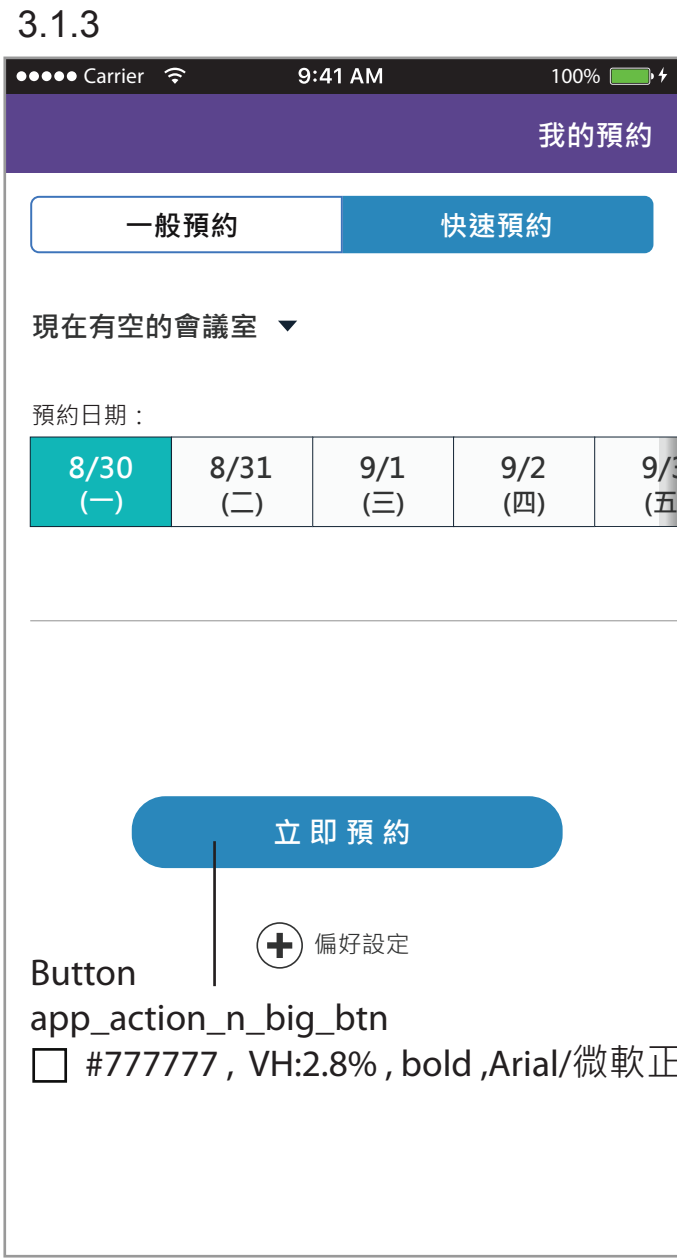 3.1.3
Carrier 9:41 AM 100%
我的預約
一般預約 快速預約
現在有空的會議室
預約日期：
8/30 8/31 9/1 9/2 9/3
(一) (二) (三) (四) (五
立即預約
偏好設定
Button
app_action_n_big_btn
#777777 , VH:2.8% , bold ,Arial/微軟正